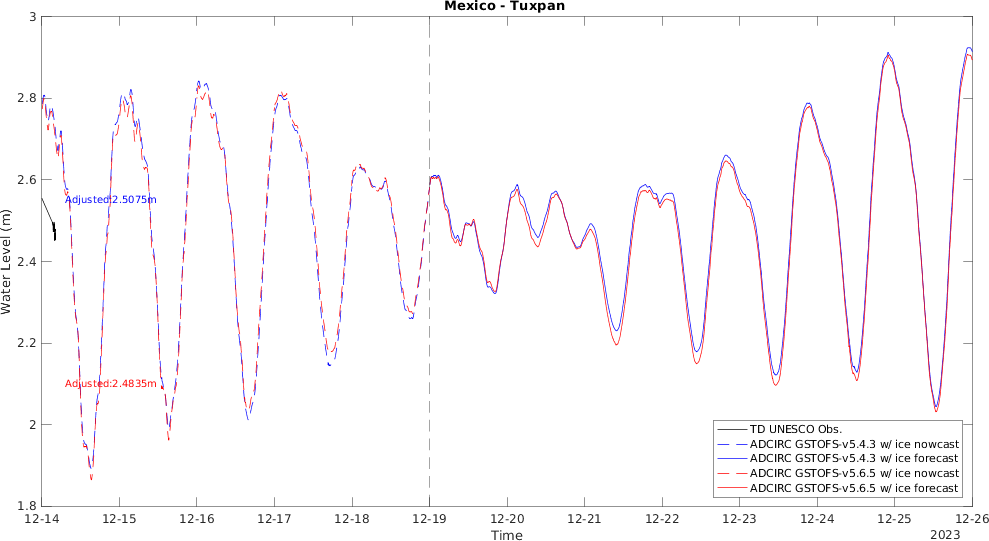 Mexico - Tuxpan
3
2.8
2.6
2.4
2.2
2
1.8
Water Level (m)
Adjusted:2.5075m
Adjusted:2.4835m
TD UNESCO Obs.
ADCIRC GSTOFS-v5.4.3 w/ ice nowcast
ADCIRC GSTOFS-v5.4.3 w/ ice forecast
ADCIRC GSTOFS-v5.6.5 w/ ice nowcast
ADCIRC GSTOFS-v5.6.5 w/ ice forecast
12-14 12-15 12-16 12-17 12-18 12-19 12-20 12-21 12-22 12-23 12-24 12-25 12-26
Time
2023